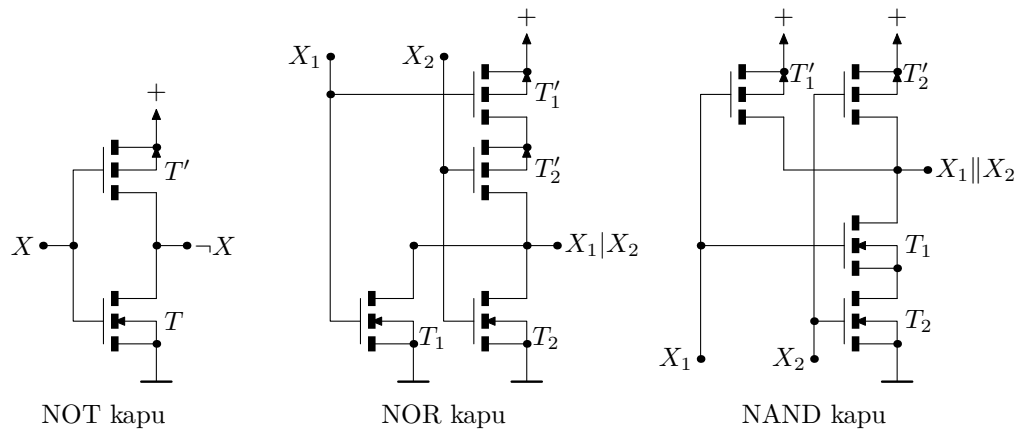 +
X
T′
T
¬X
NOT kapu
X₁
X₂
+
T′₁
T′₂
X₁|X₂
T₁
T₂
NOR kapu
+
+
T′₁
T′₂
X₁∥X₂
T₁
T₂
X₁
X₂
NAND kapu